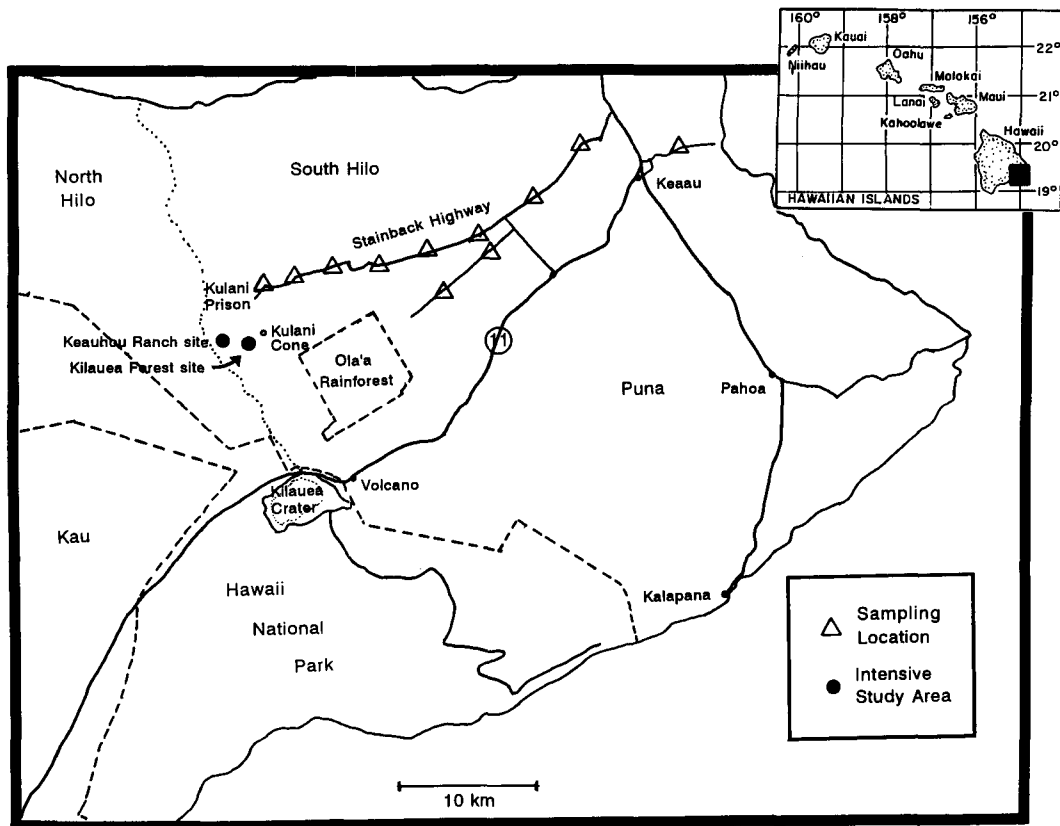 160°
158°
156°
22°
21°
20°
19°
Kauai
Niihau
Oahu
Molokai
Lanai
Maui
Kahoolawe
Hawaii
HAWAIIAN ISLANDS
North
Hilo
South Hilo
Stainback Highway
Keaau
Kulani
Prison
Keauhou Ranch site
Kilauea Forest site
Kulani
Cone
Ola'a
Rainforest
11
Puna
Pahoa
Volcano
Kilauea
Crater
Kau
Hawaii
National
Park
Kalapana
Sampling
Location
Intensive
Study Area
10 km